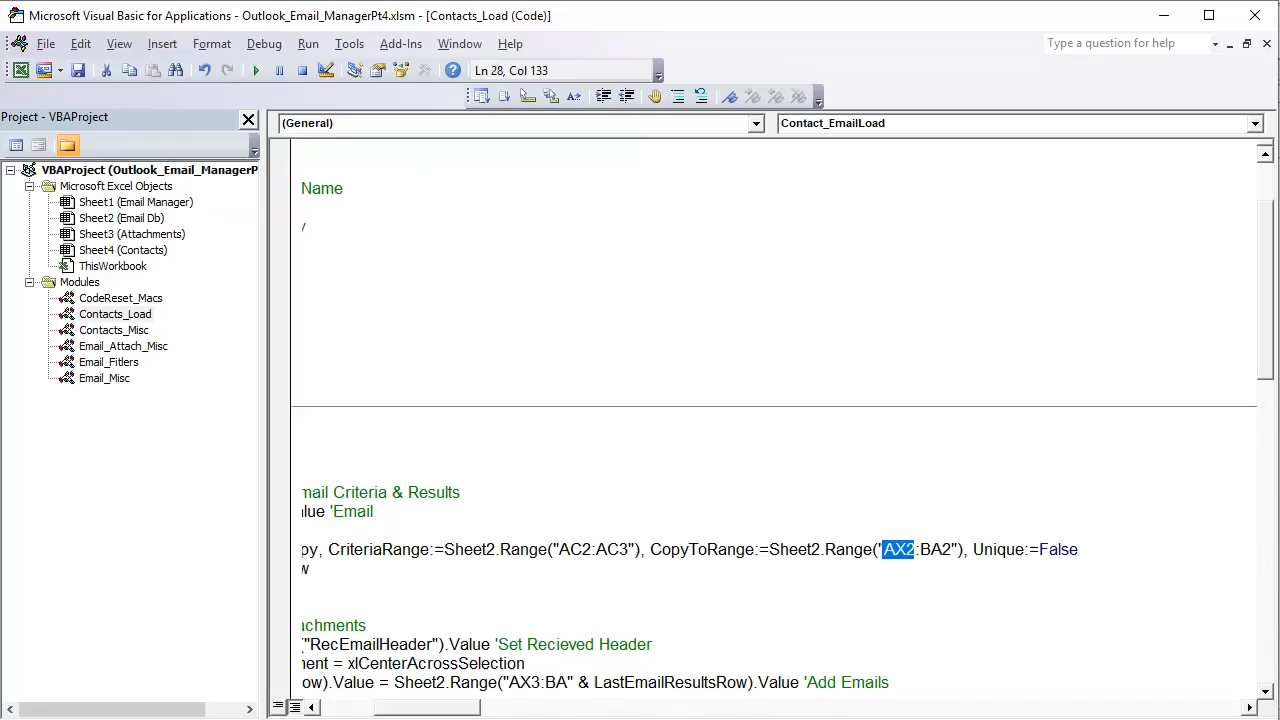 Microsoft Visual Basic for Applications - Outlook_Email_ManagerPt4.xlsm - [Contacts_Load (Code)]
File Edit View Insert Format Debug Run Tools Add-Ins Window Help
Type a question for help
Ln 28, Col 133
Project - VBAProject
(General)
Contact_EmailLoad
VBAProject (Outlook_Email_ManagerP
Microsoft Excel Objects
Sheet1 (Email Manager)
Sheet2 (Email Db)
Sheet3 (Attachments)
Sheet4 (Contacts)
ThisWorkbook
Modules
CodeReset_Macs
Contacts_Load
Contacts_Misc
Email_Attach_Misc
Email_Fitlers
Email_Misc
Name
y
mail Criteria & Results
alue 'Email
py, CriteriaRange:=Sheet2.Range("AC2:AC3"), CopyToRange:=Sheet2.Range("AX2:BA2"), Unique:=False
w
achments
("RecEmailHeader").Value 'Set Recieved Header
nent = xlCenterAcrossSelection
ow).Value = Sheet2.Range("AX3:BA" & LastEmailResultsRow).Value 'Add Emails